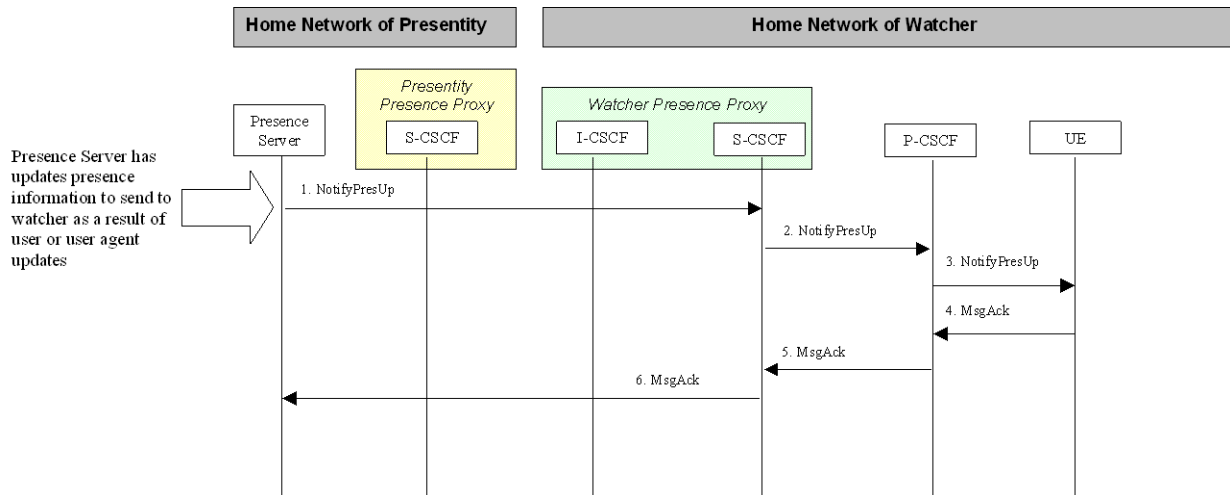 Home Network of Presentity
Home Network of Watcher
Presentity
Presence Proxy
Watcher Presence Proxy
Presence
Server
S-CSCF
I-CSCF
S-CSCF
P-CSCF
UE
Presence Server has
updates presence
information to send to
watcher as a result of
user or user agent
updates
1. NotifyPresUp
2. NotifyPresUp
3. NotifyPresUp
4. MsgAck
5. MsgAck
6. MsgAck